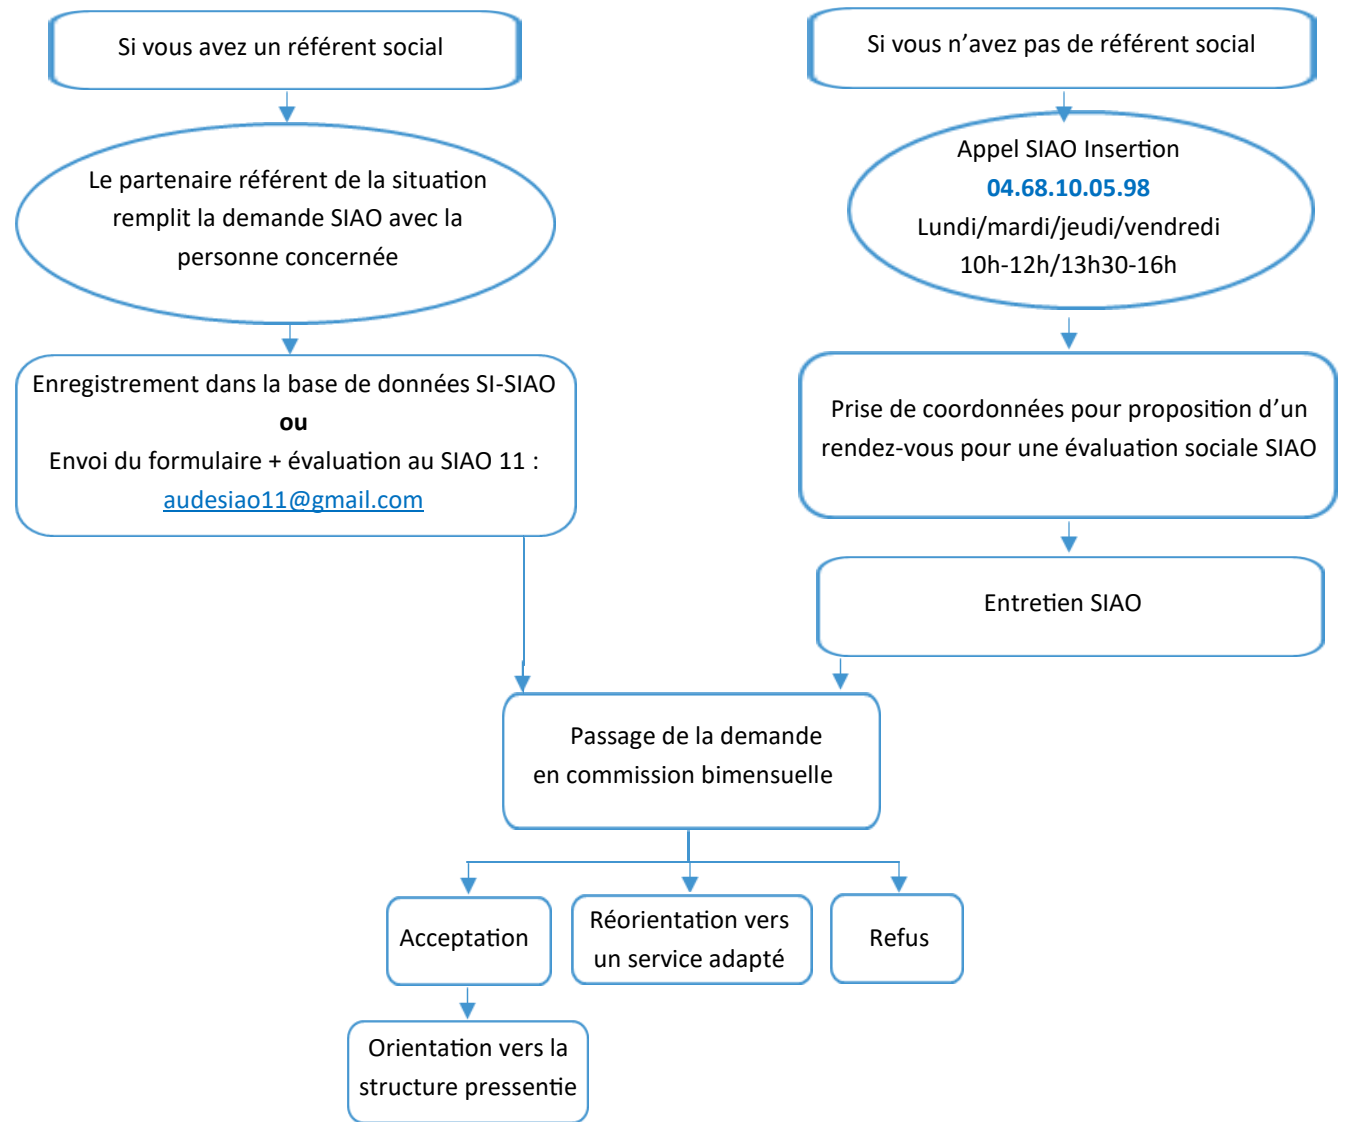 Si vous avez un référent social
Le partenaire référent de la situation
remplit la demande SIAO avec la
personne concernée
Enregistrement dans la base de données SI-SIAO
ou
Envoi du formulaire + évaluation au SIAO 11 :
audesiao11@gmail.com
Si vous n’avez pas de référent social
Appel SIAO Insertion
04.68.10.05.98
Lundi/mardi/jeudi/vendredi
10h-12h/13h30-16h
Prise de coordonnées pour proposition d’un
rendez-vous pour une évaluation sociale SIAO
Entretien SIAO
Passage de la demande
en commission bimensuelle
Acceptation
Réorientation vers
un service adapté
Refus
Orientation vers la
structure pressentie